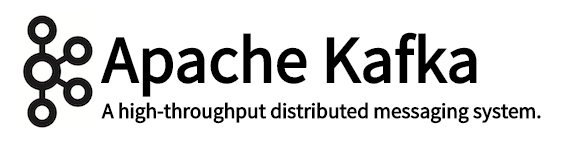 Apache Kafka
A high-throughput distributed messaging system.